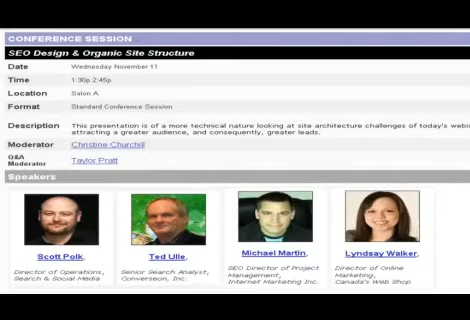 CONFERENCE SESSION
SEO Design & Organic Site Structure
Date Wednesday November 11
Time 1:30p 2:45p
Location Salon A
Format Standard Conference Session
Description This presentation is of a more technical nature looking at site architecture challenges of today's
attracting a greater audience, and consequently, greater leads.
Moderator Christine Churchill
Q&A
Moderator Taylor Pratt
Speakers
Scott Polk, Ted Ulle, Michael Martin, Lyndsay Walker,
Director of Operations, Senior Search Analyst, SEO Director of Project Director of Online
Search & Social Media Converseon, Inc. Management, Marketing,
Internet Marketing Inc. Canada's Web Shop